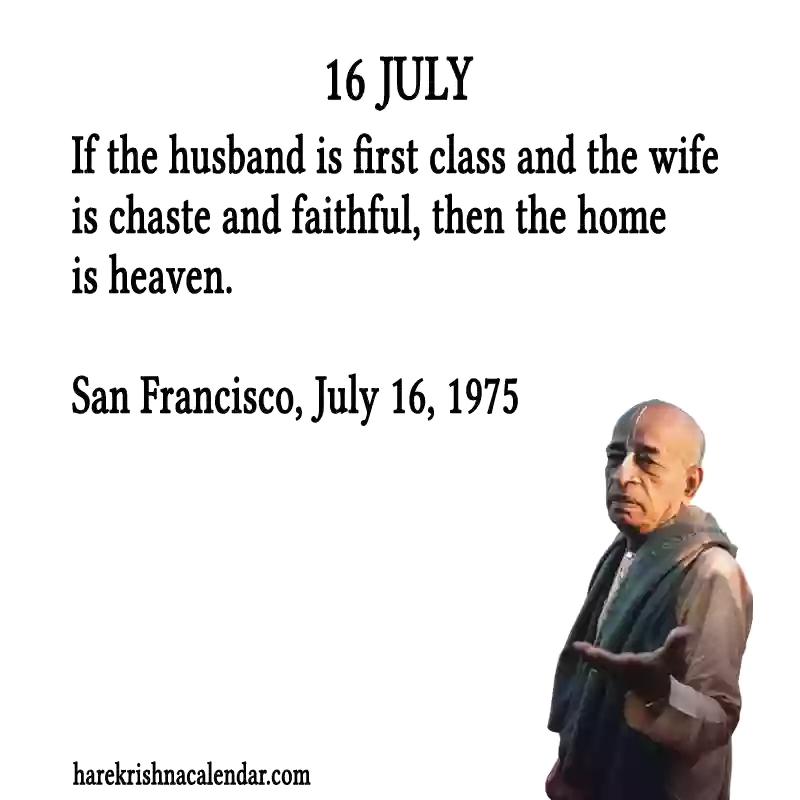 16 JULY
If the husband is first class and the wife
is chaste and faithful, then the home
is heaven.
San Francisco, July 16, 1975
harekrishnacalendar.com